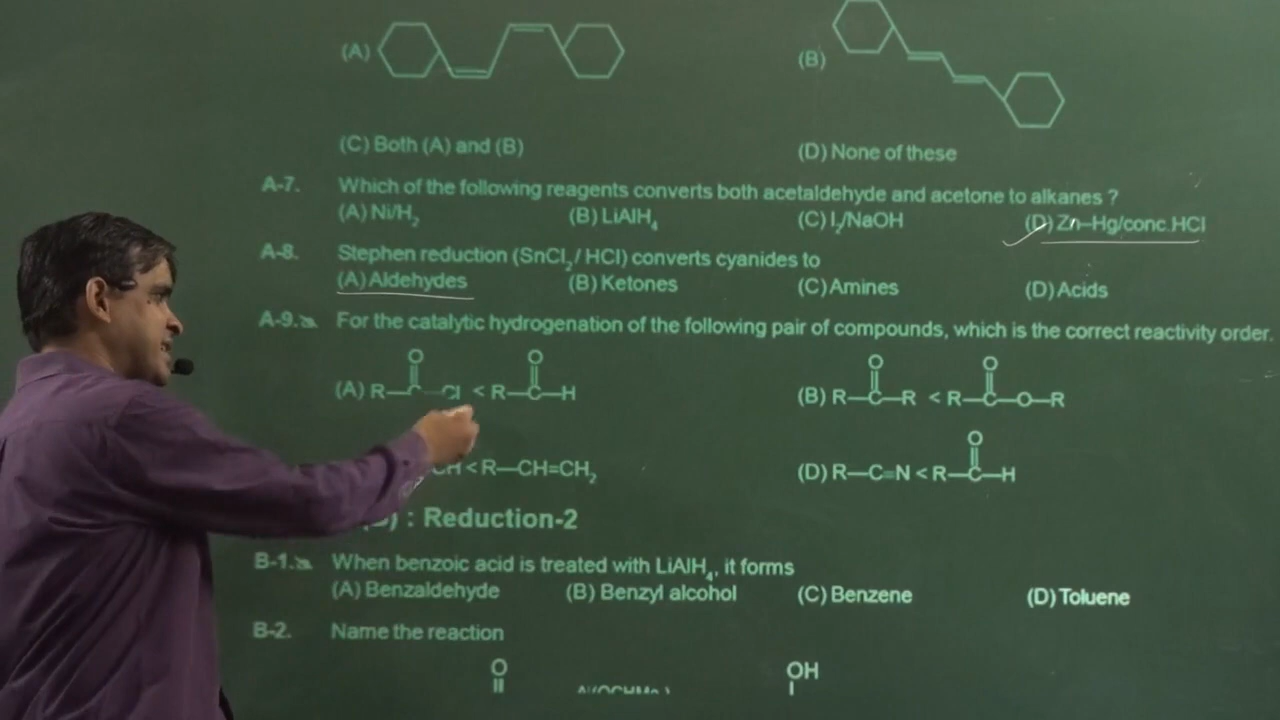 (A)
(B)
(C) Both (A) and (B) (D) None of these
A-7. Which of the following reagents converts both acetaldehyde and acetone to alkanes ?
(A) Ni/H₂ (B) LiAlH₄ (C) I₂/NaOH (D) Zn–Hg/conc.HCl
A-8. Stephen reduction (SnCl₂/ HCl) converts cyanides to
(A) Aldehydes (B) Ketones (C) Amines (D) Acids
A-9. For the catalytic hydrogenation of the following pair of compounds, which is the correct reactivity order.
O O O O
(A) R—C—Cl < R—C—H (B) R—C—R < R—C—O—R
O
CH < R—CH=CH₂ (D) R—C≡N < R—C—H
: Reduction-2
B-1. When benzoic acid is treated with LiAlH₄, it forms
(A) Benzaldehyde (B) Benzyl alcohol (C) Benzene (D) Toluene
B-2. Name the reaction
O OH